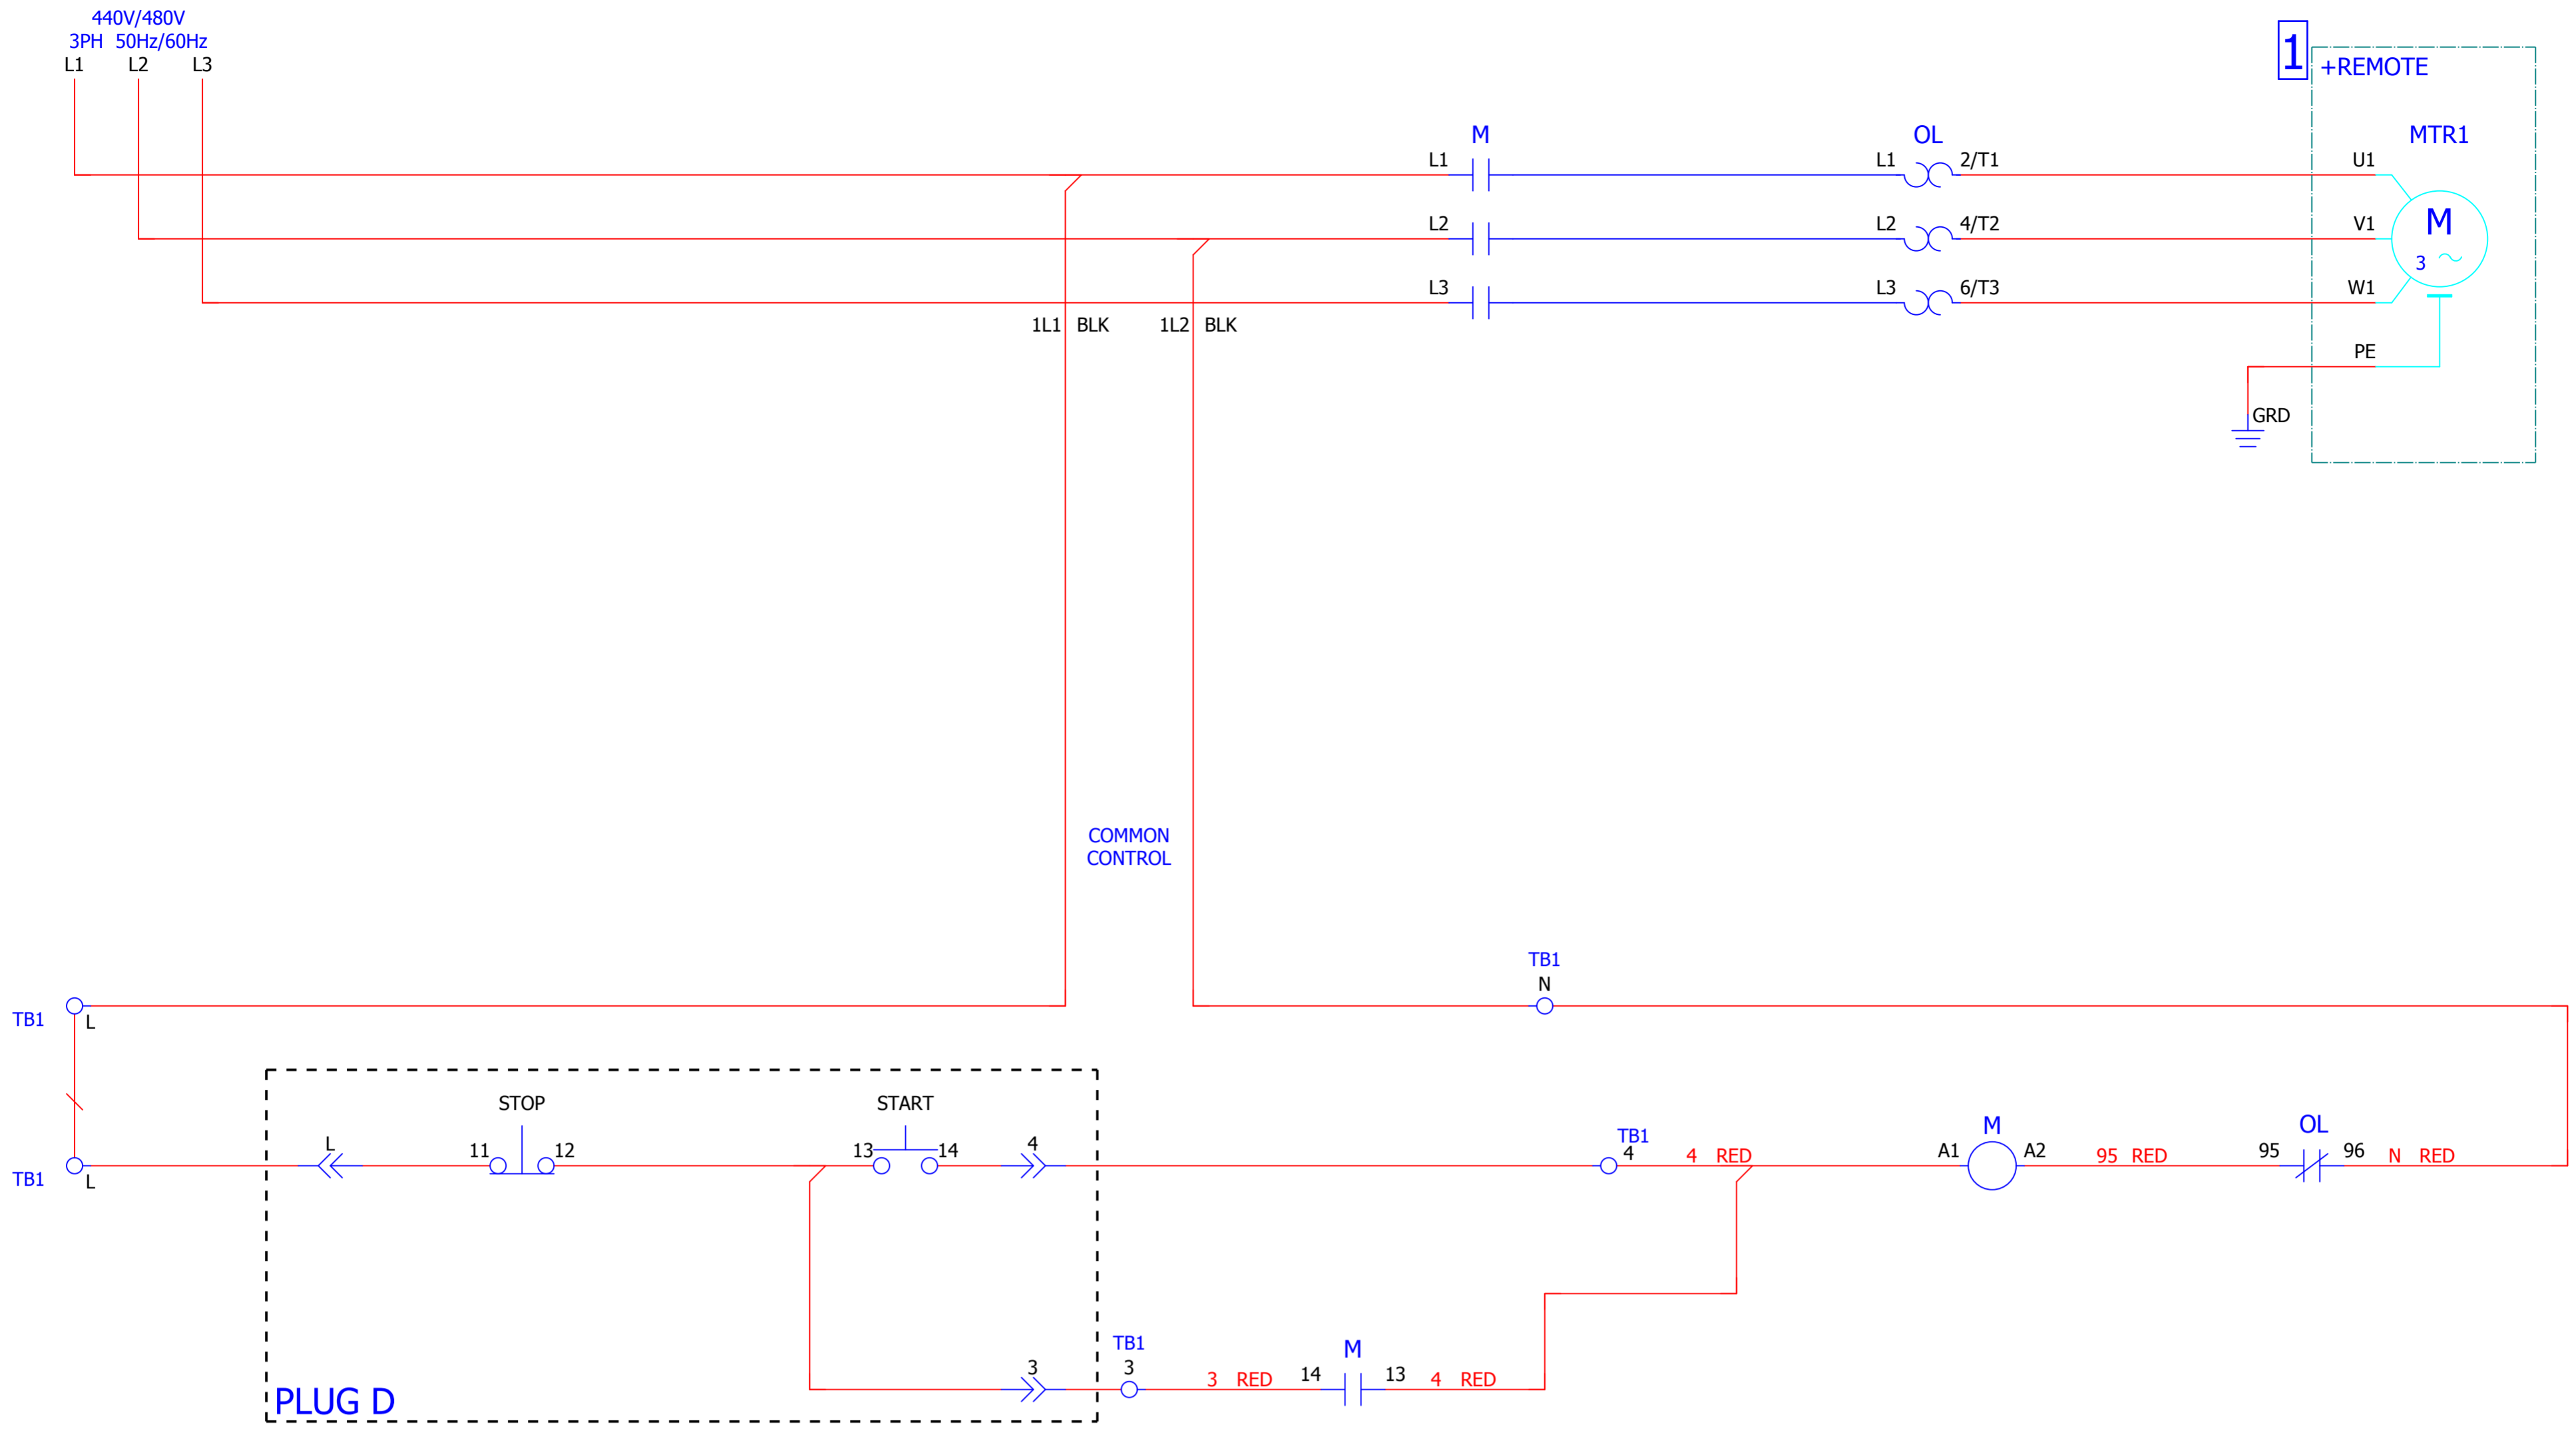 440V/480V
3PH 50Hz/60Hz
L1 L2 L3
1
+REMOTE
M OL MTR1
L1 L1 2/T1 U1
L2 L2 4/T2 V1
M
3
L3 L3 6/T3 W1
1L1 BLK 1L2 BLK
PE
GRD
COMMON
CONTROL
TB1
N
TB1 L
STOP START
TB1
M OL
L 11 12 13 14 4 4 4 RED A1 A2 95 RED 95 96 N RED
TB1 L
TB1
M
3 3 3 RED 14 13 4 RED
PLUG D